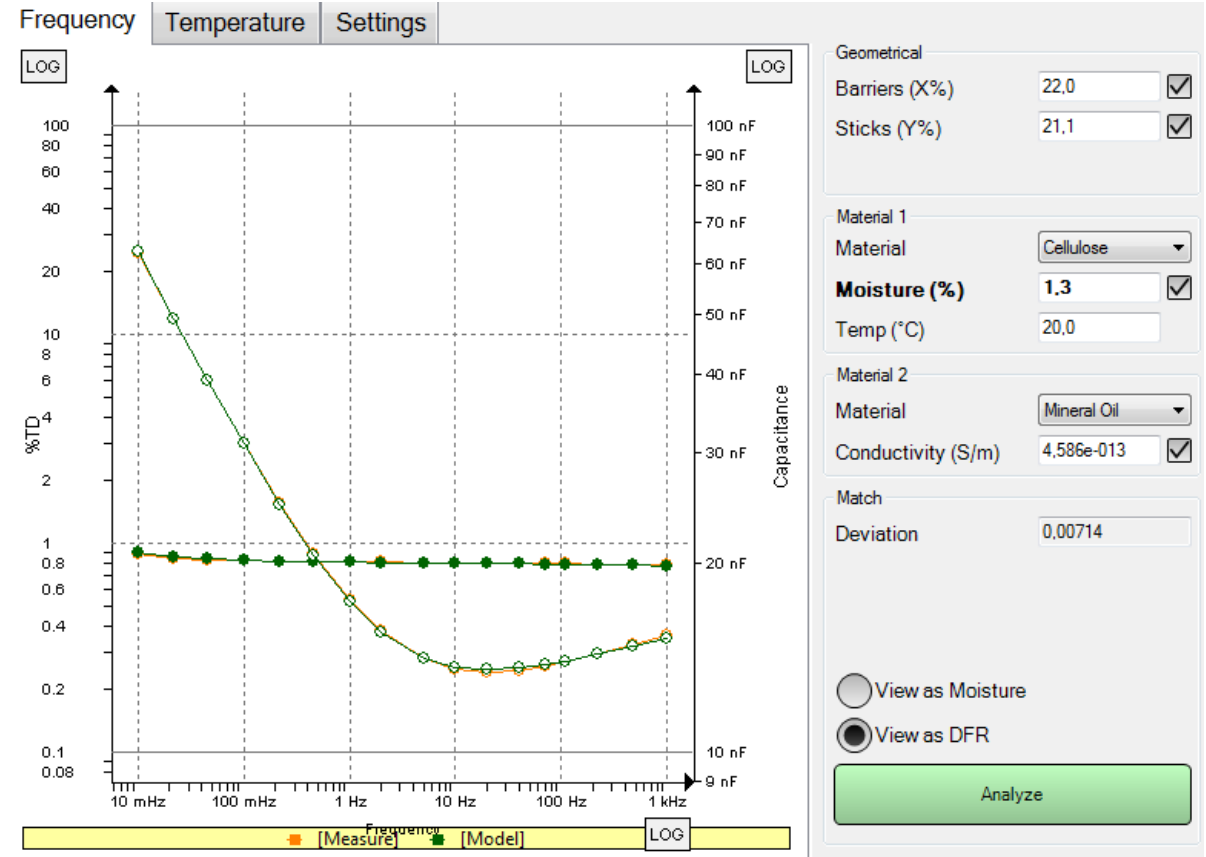 Frequency Temperature Settings
LOG LOG
100
80
60
40
20
10
8
6
4
2
1
0.8
0.6
0.4
0.2
0.1
0.08
%TD
100 nF
90 nF
80 nF
70 nF
60 nF
50 nF
40 nF
30 nF
20 nF
10 nF
9 nF
Capacitance
10 mHz 100 mHz 1 Hz 10 Hz 100 Hz 1 kHz
Frequency
[Measure] [Model]
LOG
Geometrical
Barriers (X%) 22,0
Sticks (Y%) 21,1
Material 1
Material Cellulose
Moisture (%) 1,3
Temp (°C) 20,0
Material 2
Material Mineral Oil
Conductivity (S/m) 4,586e-013
Match
Deviation 0,00714
View as Moisture
View as DFR
Analyze